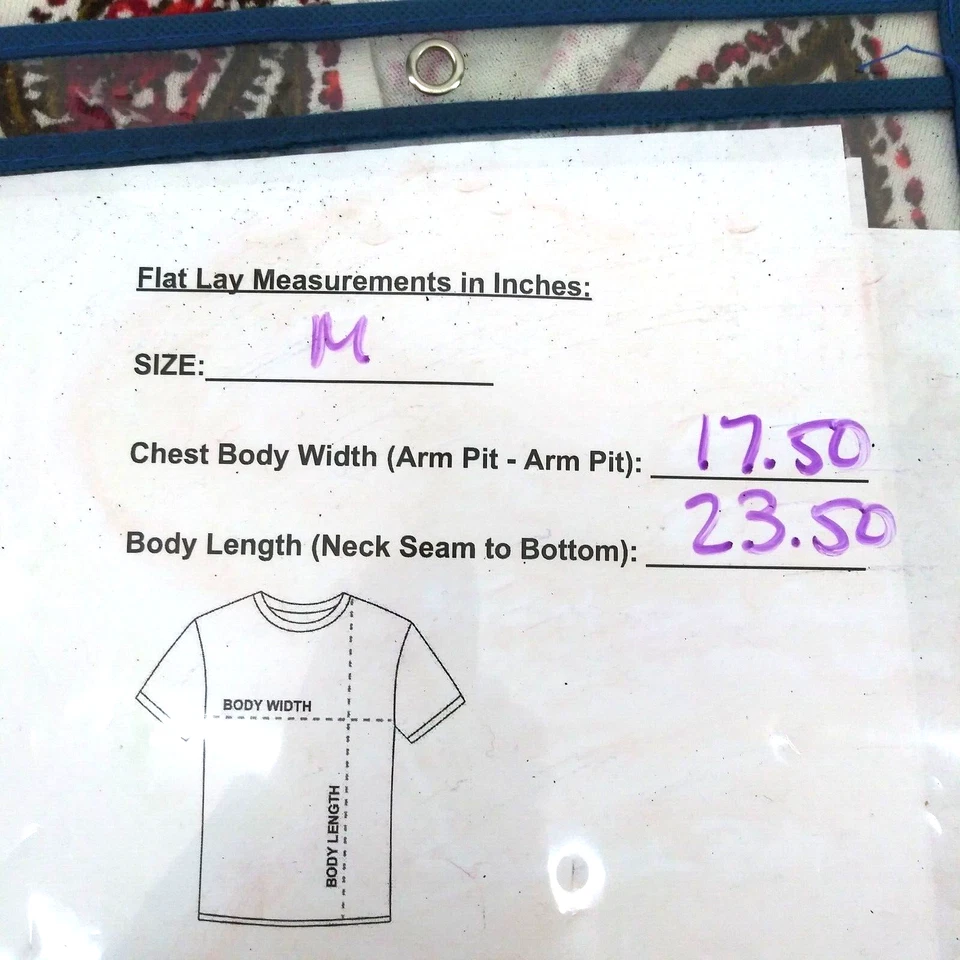 Flat Lay Measurements in Inches:
SIZE: M
Chest Body Width (Arm Pit - Arm Pit): 17.50
Body Length (Neck Seam to Bottom): 23.50
BODY WIDTH
BODY LENGTH